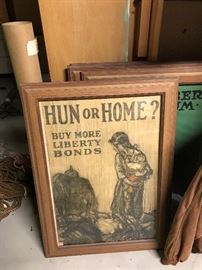 HUN OR HOME?
BUY MORE
LIBERTY
BONDS